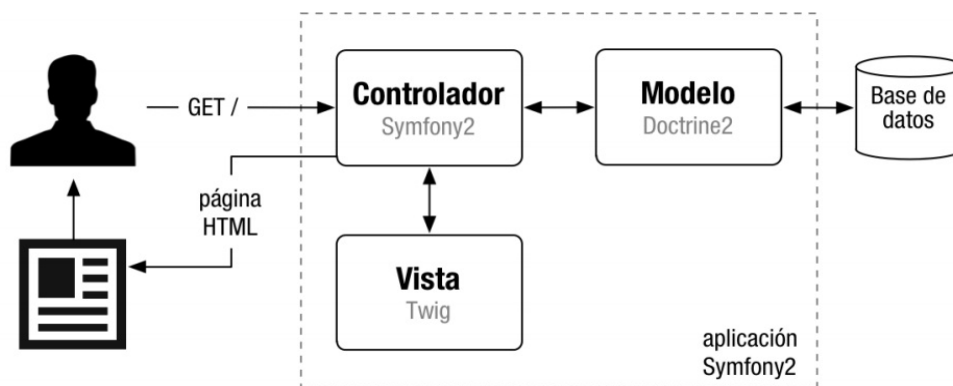 GET /
Controlador
Symfony2
Modelo
Doctrine2
Base de
datos
página
HTML
Vista
Twig
aplicación
Symfony2